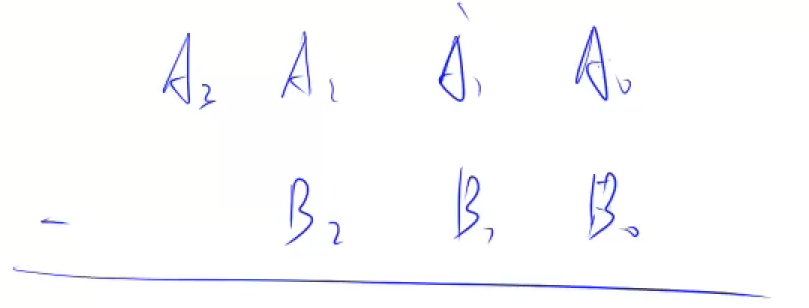 A₃ A₂ A₁ A₀
- B₂ B₁ B₀